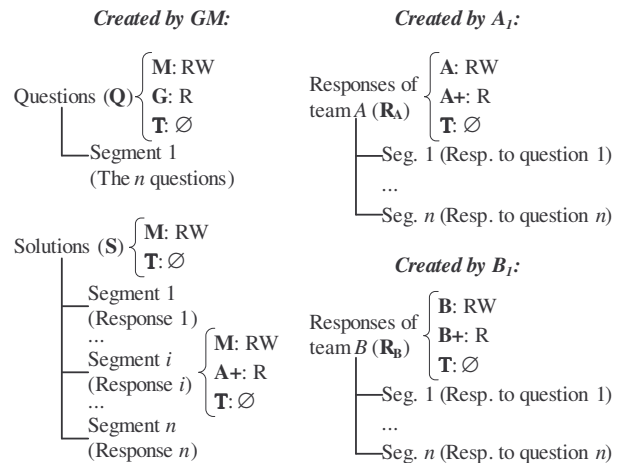 Created by GM:
Questions (Q)
M: RW
G: R
T: ∅
Segment 1
(The n questions)
Solutions (S)
M: RW
T: ∅
Segment 1
(Response 1)
...
Segment i
(Response i)
M: RW
A+: R
T: ∅
...
Segment n
(Response n)
Created by A1:
Responses of
team A (RA)
A: RW
A+: R
T: ∅
Seg. 1 (Resp. to question 1)
...
Seg. n (Resp. to question n)
Created by B1:
Responses of
team B (RB)
B: RW
B+: R
T: ∅
Seg. 1 (Resp. to question 1)
...
Seg. n (Resp. to question n)